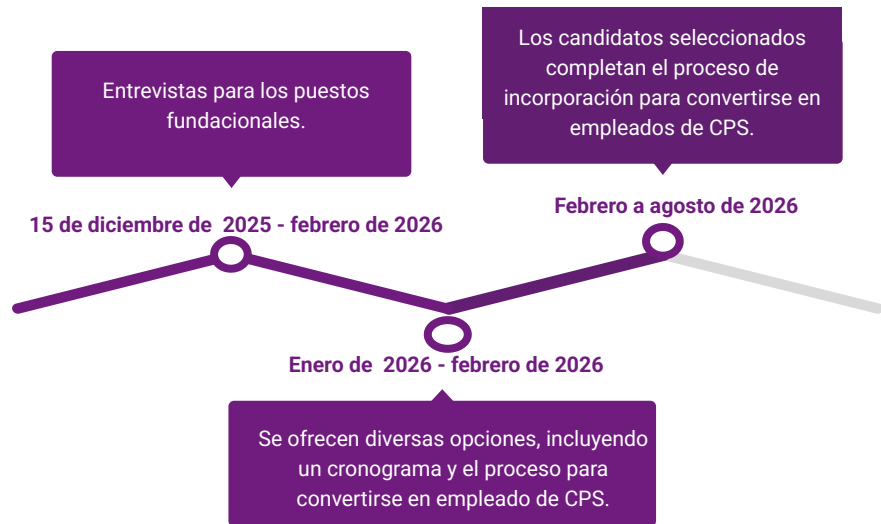 Entrevistas para los puestos
fundacionales.
15 de diciembre de 2025 - febrero de 2026
Los candidatos seleccionados
completan el proceso de
incorporación para convertirse en
empleados de CPS.
Febrero a agosto de 2026
Enero de 2026 - febrero de 2026
Se ofrecen diversas opciones, incluyendo
un cronograma y el proceso para
convertirse en empleado de CPS.